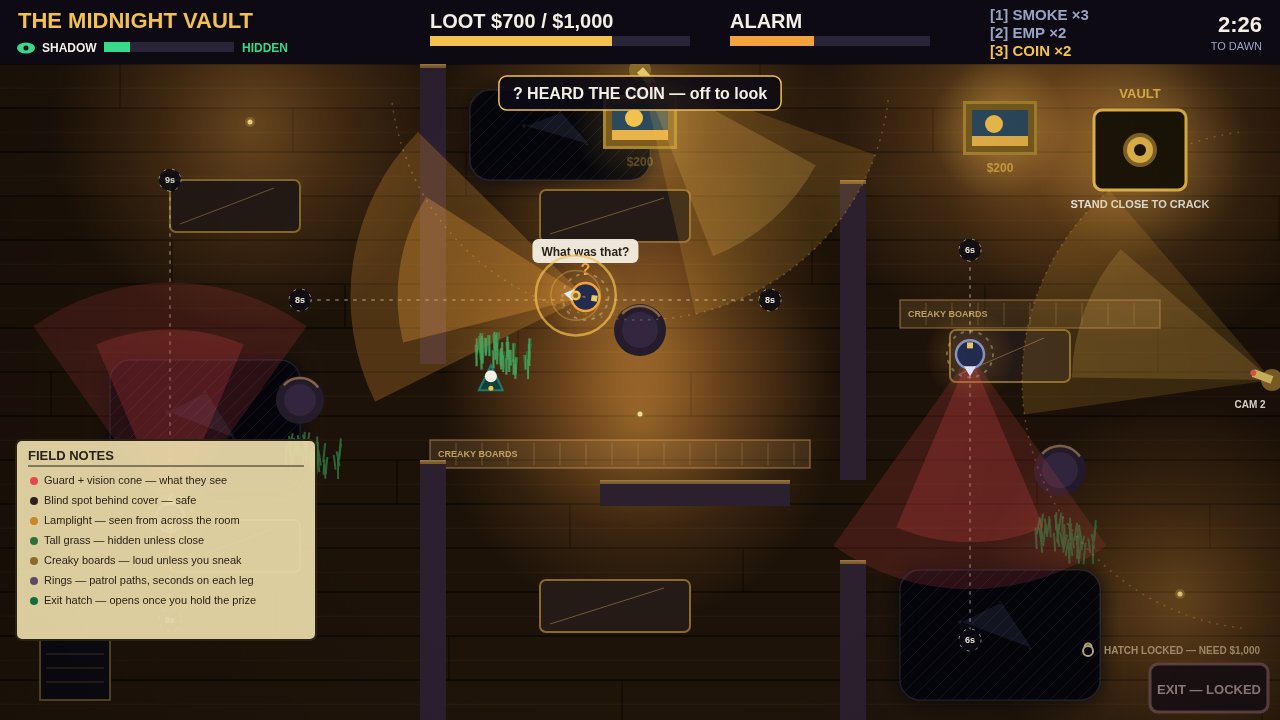 THE MIDNIGHT VAULT
SHADOW
HIDDEN
LOOT $700 / $1,000
ALARM
[1] SMOKE ×3
[2] EMP ×2
[3] COIN ×2
2:26
TO DAWN
? HEARD THE COIN — off to look
$200
$200
VAULT
STAND CLOSE TO CRACK
9s
What was that?
?
8s
8s
6s
CREAKY BOARDS
CAM 2
CREAKY BOARDS
FIELD NOTES
Guard + vision cone — what they see
Blind spot behind cover — safe
Lamplight — seen from across the room
Tall grass — hidden unless close
Creaky boards — loud unless you sneak
Rings — patrol paths, seconds on each leg
Exit hatch — opens once you hold the prize
6s
HATCH LOCKED — NEED $1,000
EXIT — LOCKED